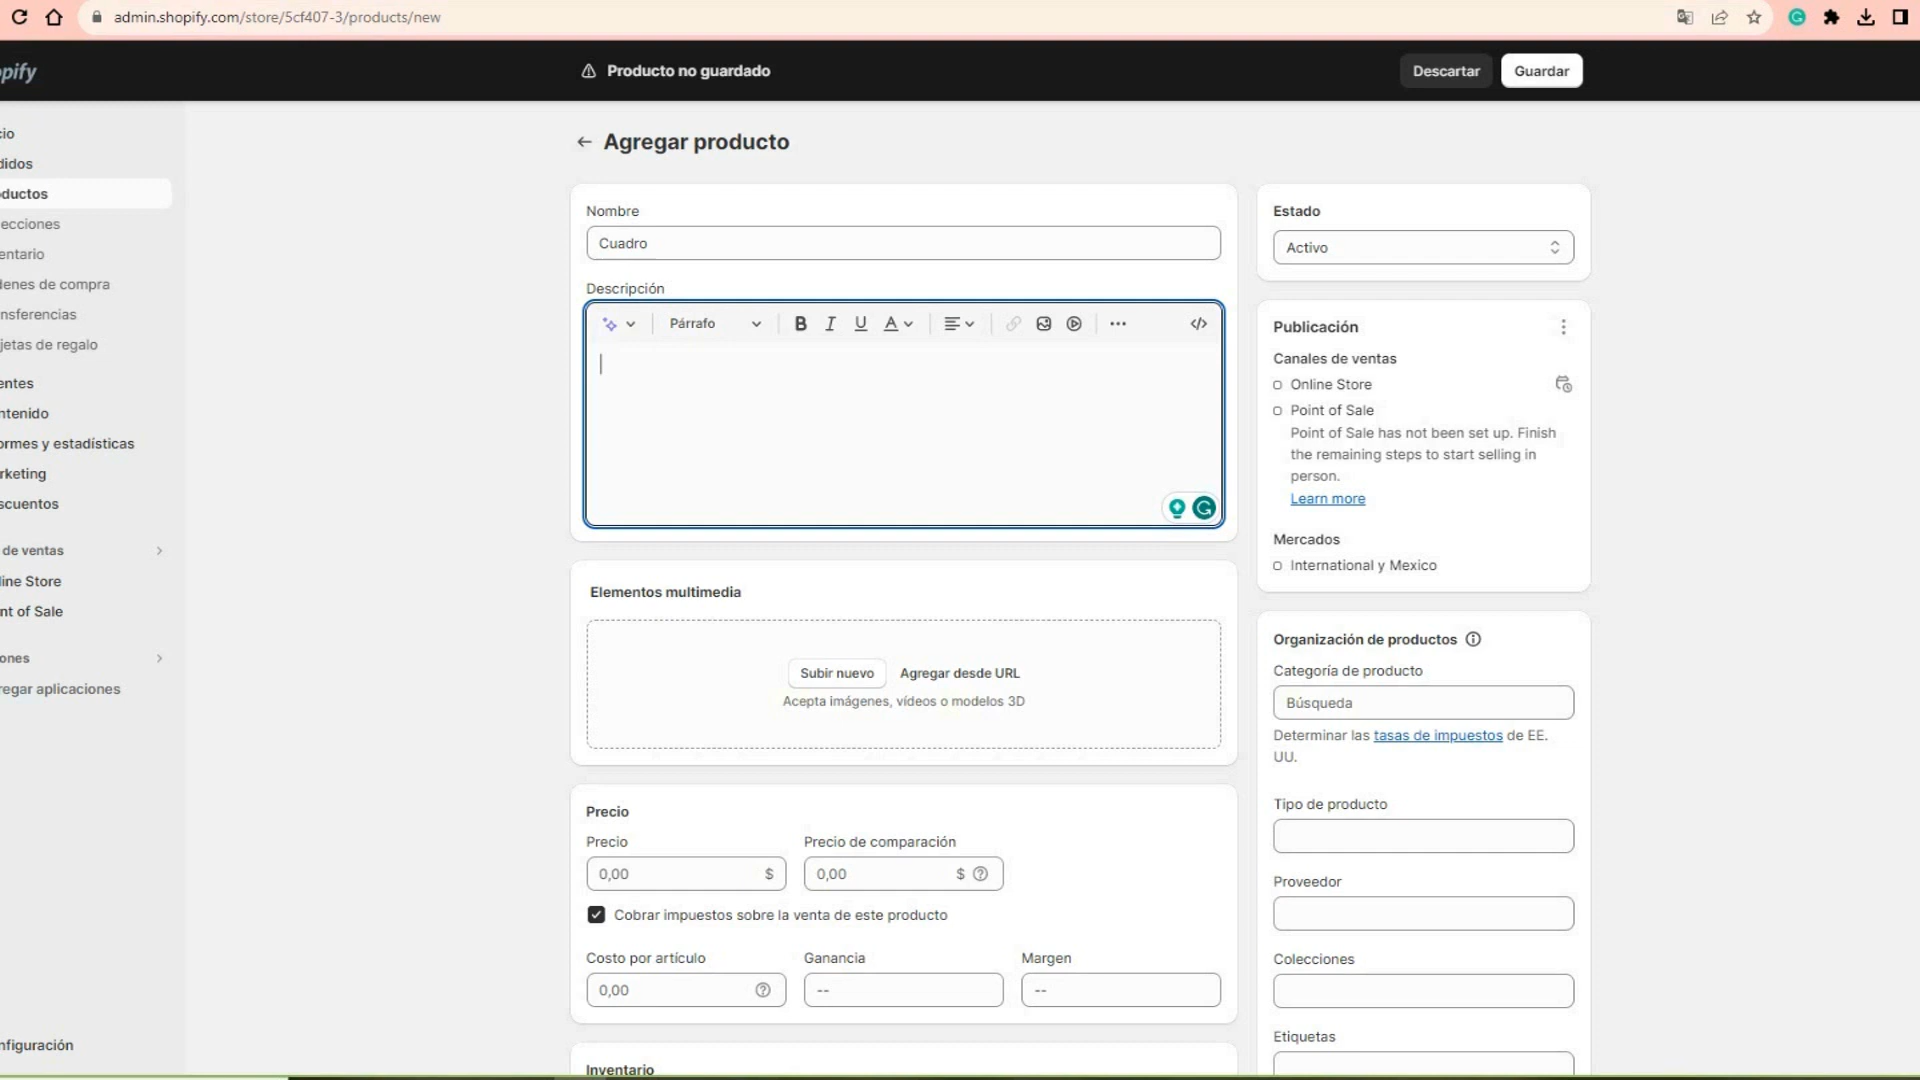 admin.shopify.com/store/5cf407-3/products/new
pify
Producto no guardado
Descartar
Guardar
cio
didos
oductos
ecciones
entario
denes de compra
nsferencias
jetas de regalo
entes
ntenido
ormes y estadísticas
rketing
scuentos
de ventas
line Store
nt of Sale
ones
regar aplicaciones
nfiguración
Agregar producto
Nombre
Cuadro
Descripción
Párrafo
B I U A
Elementos multimedia
Subir nuevo Agregar desde URL
Acepta imágenes, vídeos o modelos 3D
Precio
Precio Precio de comparación
0,00 $ 0,00 $
Cobrar impuestos sobre la venta de este producto
Costo por artículo Ganancia Margen
0,00 -- --
Inventario
Estado
Activo
Publicación
Canales de ventas
Online Store
Point of Sale
Point of Sale has not been set up. Finish
the remaining steps to start selling in
person.
Learn more
Mercados
International y Mexico
Organización de productos
Categoría de producto
Búsqueda
Determinar las tasas de impuestos de EE.
UU.
Tipo de producto
Proveedor
Colecciones
Etiquetas